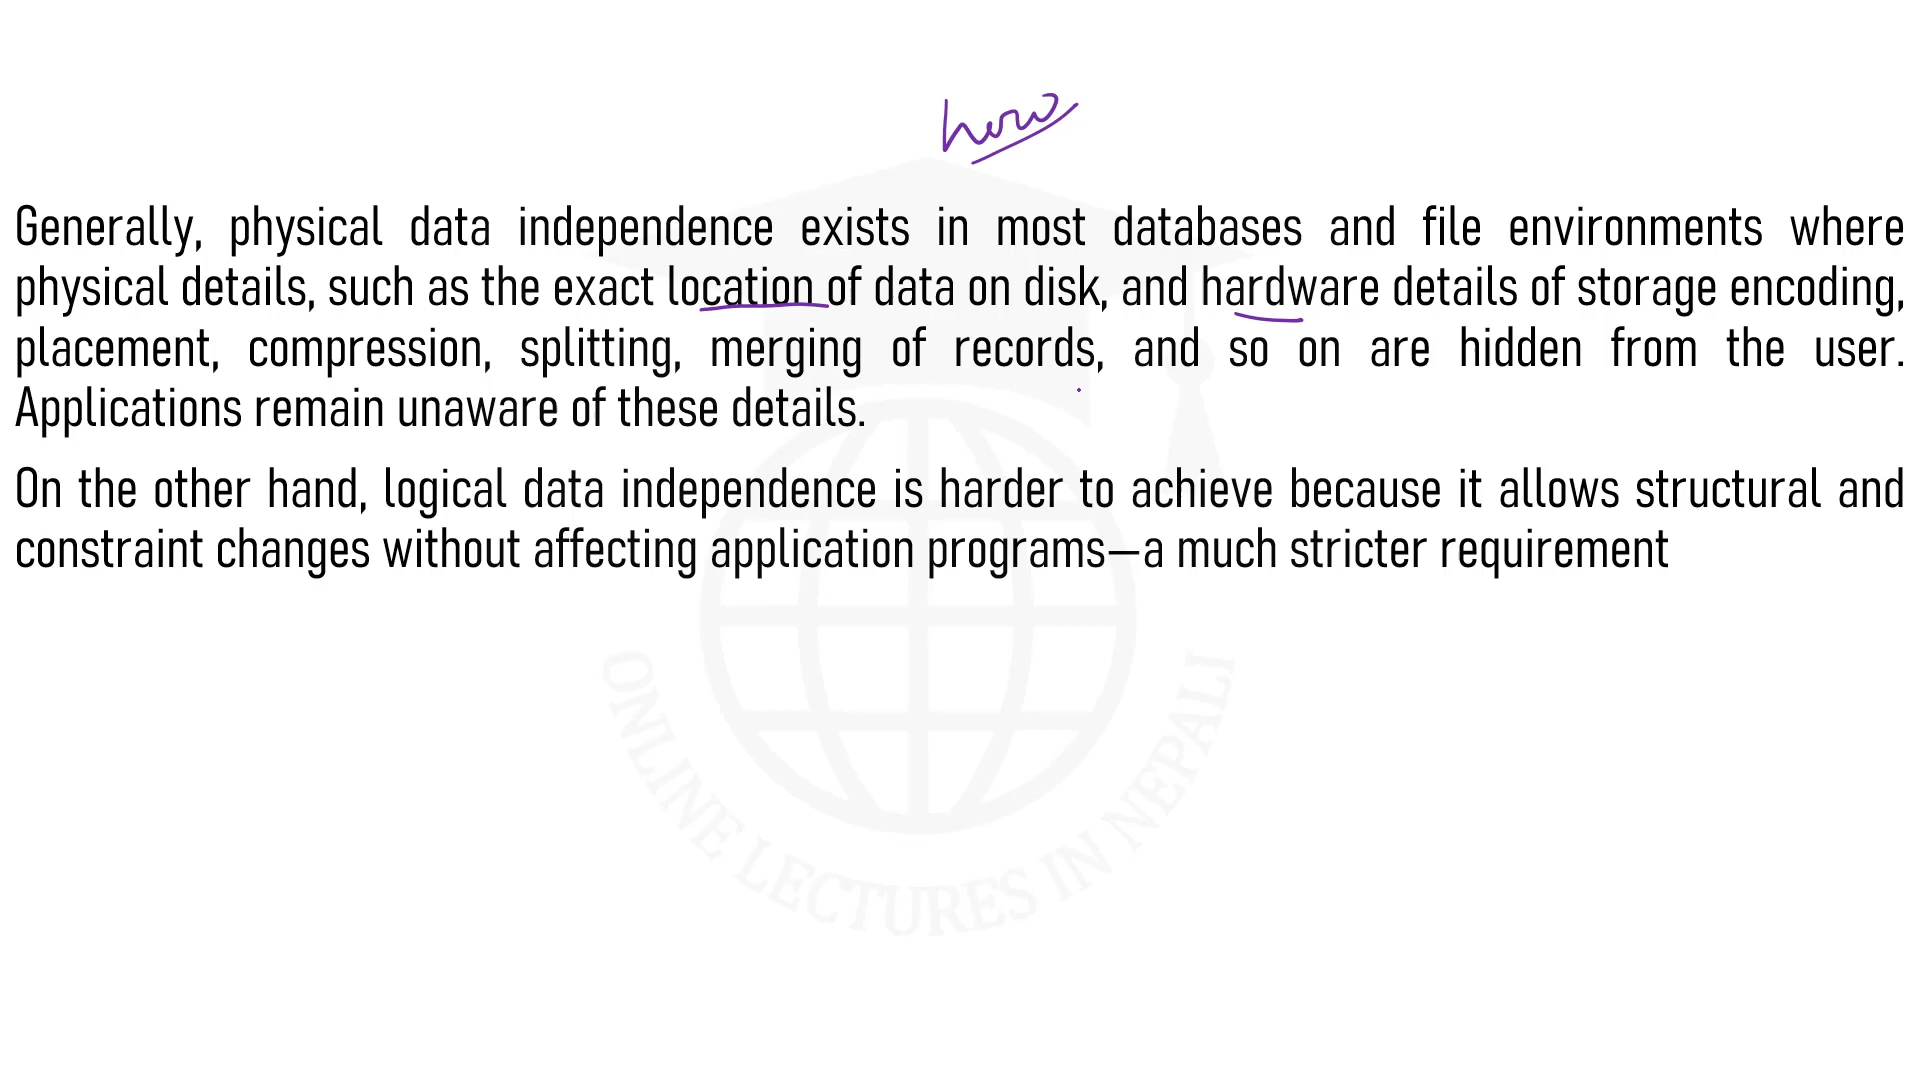 how
Generally, physical data independence exists in most databases and file environments where
physical details, such as the exact location of data on disk, and hardware details of storage encoding,
placement, compression, splitting, merging of records, and so on are hidden from the user.
Applications remain unaware of these details.
On the other hand, logical data independence is harder to achieve because it allows structural and
constraint changes without affecting application programs—a much stricter requirement
ONLINE LECTURES IN NEPALI